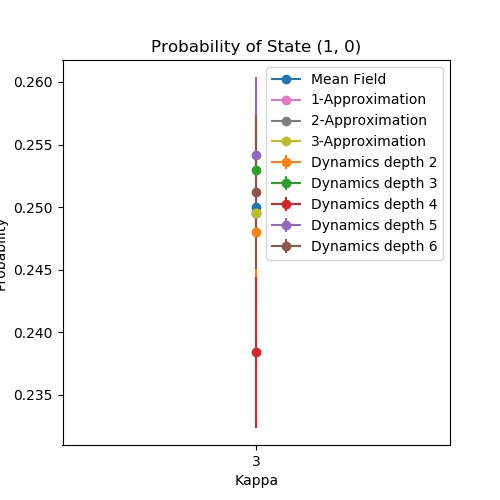 Probability of State (1, 0)
0.260
0.255
0.250
0.245
0.240
0.235
Probability
3
Kappa
Mean Field
1-Approximation
2-Approximation
3-Approximation
Dynamics depth 2
Dynamics depth 3
Dynamics depth 4
Dynamics depth 5
Dynamics depth 6